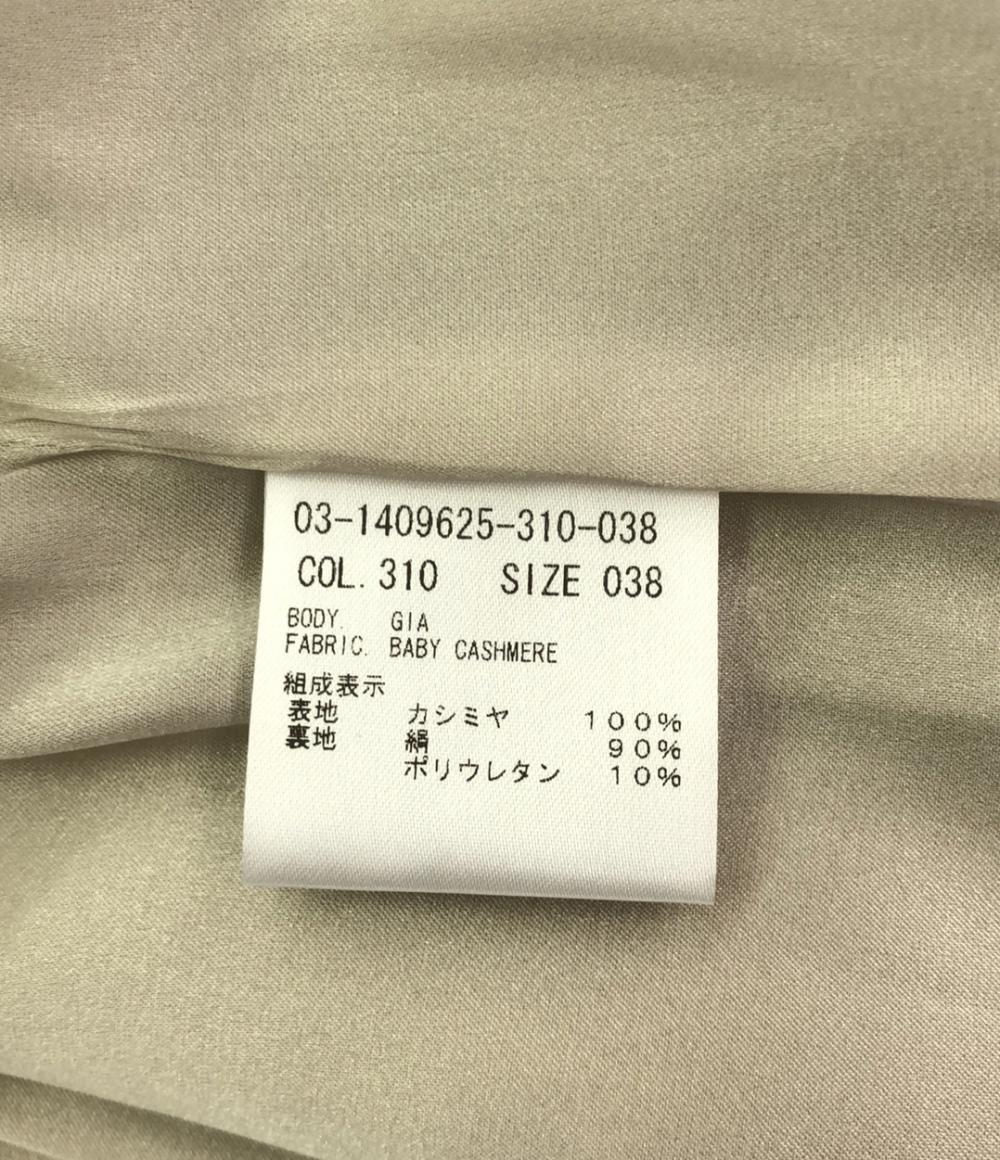 03-1409625-310-038
COL. 310 SIZE 038
BODY. GIA
FABRIC. BABY CASHMERE
組成表示
表地 カシミヤ 100%
裏地 絹 90%
ポリウレタン 10%